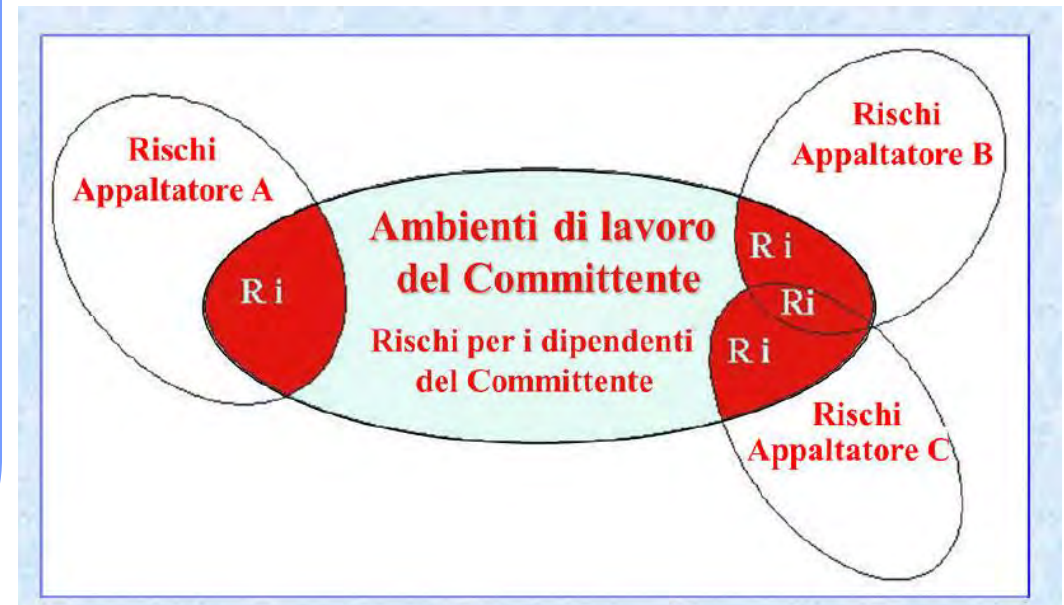 Rischi
Appaltatore A
R i
Ambienti di lavoro
del Committente
Rischi per i dipendenti
del Committente
Rischi
Appaltatore B
R i
Ri
R i
Rischi
Appaltatore C